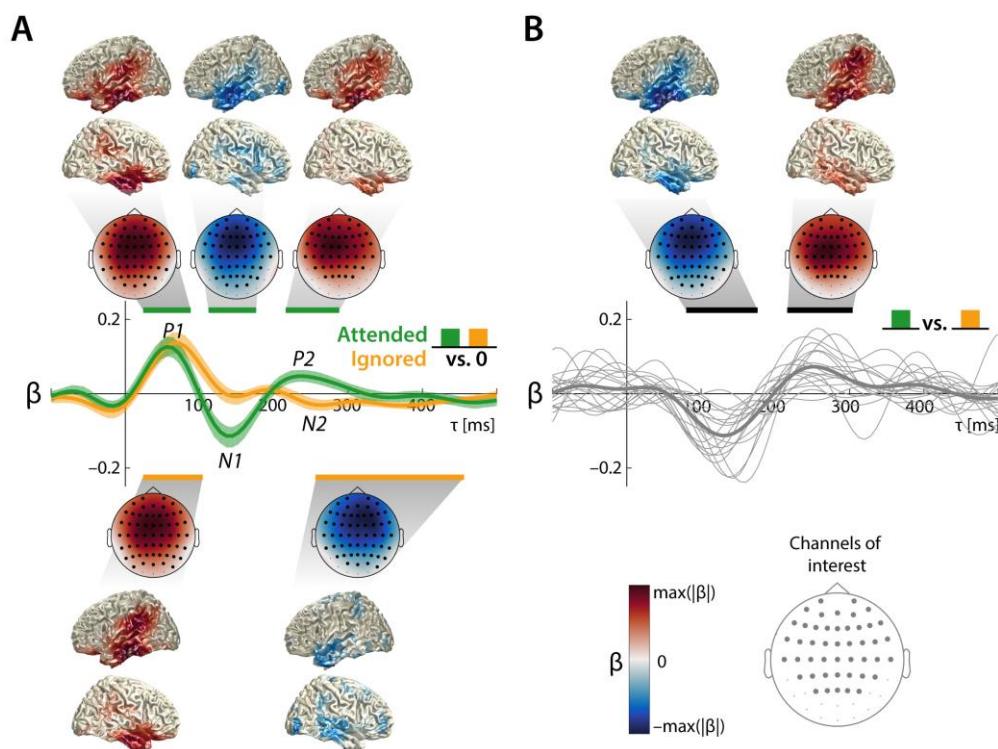 A
B
0.2
P1
Attended
Ignored
vs. 0
P2
β
100
200
300
400
τ [ms]
N2
N1
−0.2
0.2
vs.
β
100
200
300
400
τ [ms]
−0.2
Channels of
interest
max(|β|)
β
0
−max(|β|)